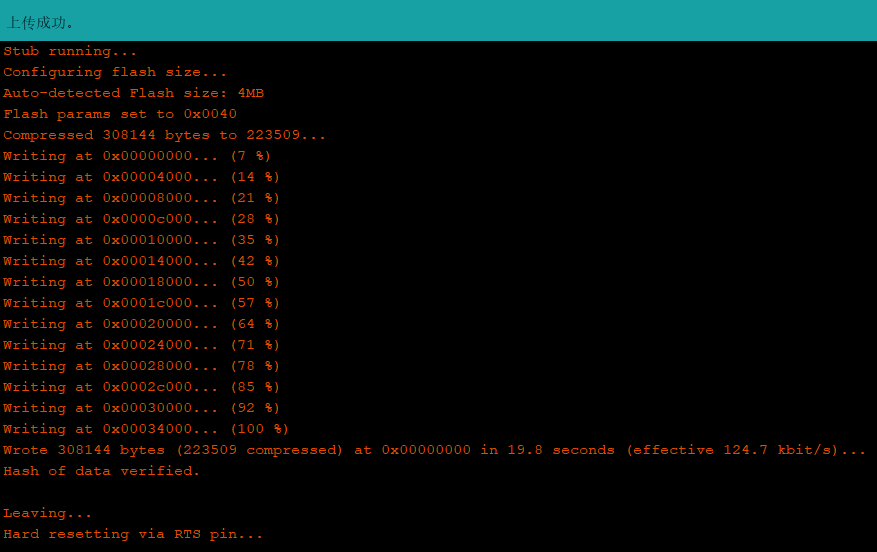 上传成功。
Stub running...
Configuring flash size...
Auto-detected Flash size: 4MB
Flash params set to 0x0040
Compressed 308144 bytes to 223509...
Writing at 0x00000000... (7 %)
Writing at 0x00004000... (14 %)
Writing at 0x00008000... (21 %)
Writing at 0x0000c000... (28 %)
Writing at 0x00010000... (35 %)
Writing at 0x00014000... (42 %)
Writing at 0x00018000... (50 %)
Writing at 0x0001c000... (57 %)
Writing at 0x00020000... (64 %)
Writing at 0x00024000... (71 %)
Writing at 0x00028000... (78 %)
Writing at 0x0002c000... (85 %)
Writing at 0x00030000... (92 %)
Writing at 0x00034000... (100 %)
Wrote 308144 bytes (223509 compressed) at 0x00000000 in 19.8 seconds (effective 124.7 kbit/s)...
Hash of data verified.
Leaving...
Hard resetting via RTS pin...